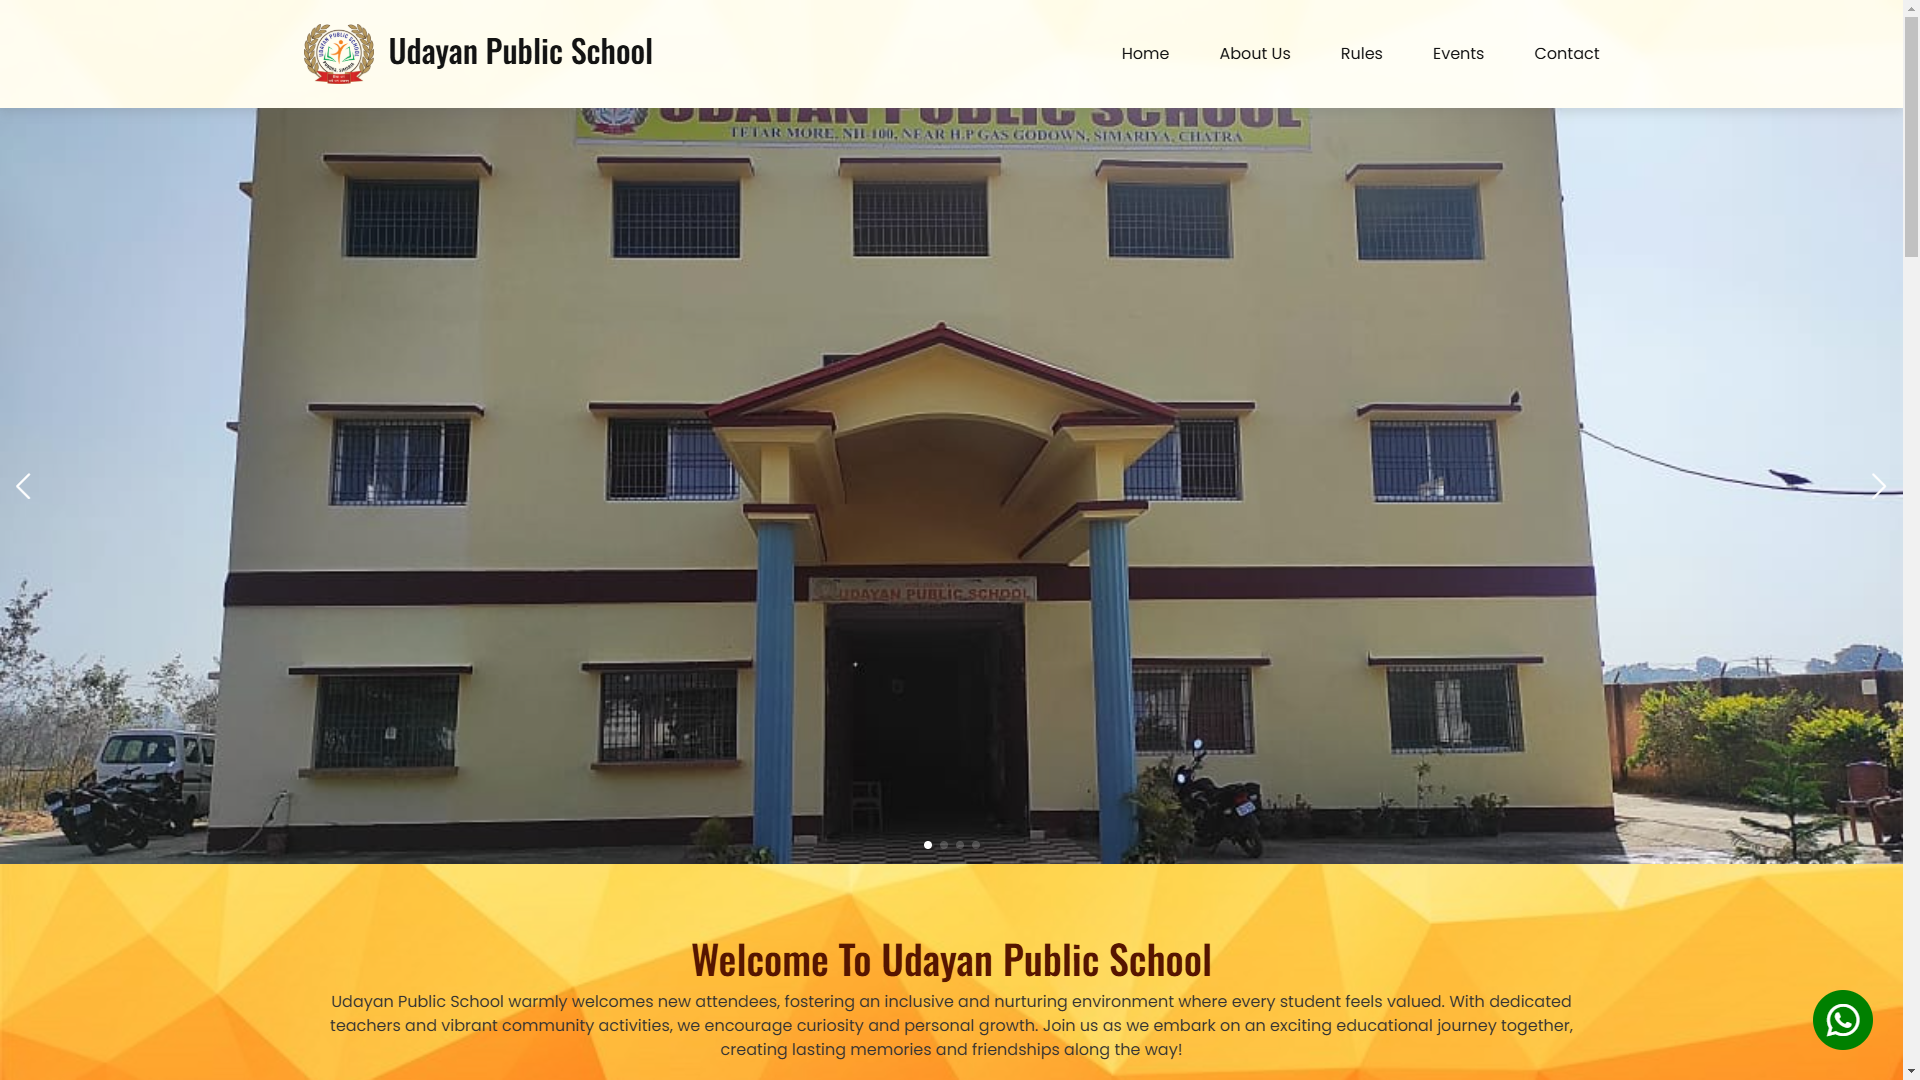 Udayan Public School
Home
About Us
Rules
Events
Contact
UDAYAN PUBLIC SCHOOL
TETAR MORE, NH-100, NEAR H.P GAS GODOWN, SIMARIYA, CHATRA
UDAYAN PUBLIC SCHOOL
Welcome To Udayan Public School
Udayan Public School warmly welcomes new attendees, fostering an inclusive and nurturing environment where every student feels valued. With dedicated
teachers and vibrant community activities, we encourage curiosity and personal growth. Join us as we embark on an exciting educational journey together,
creating lasting memories and friendships along the way!